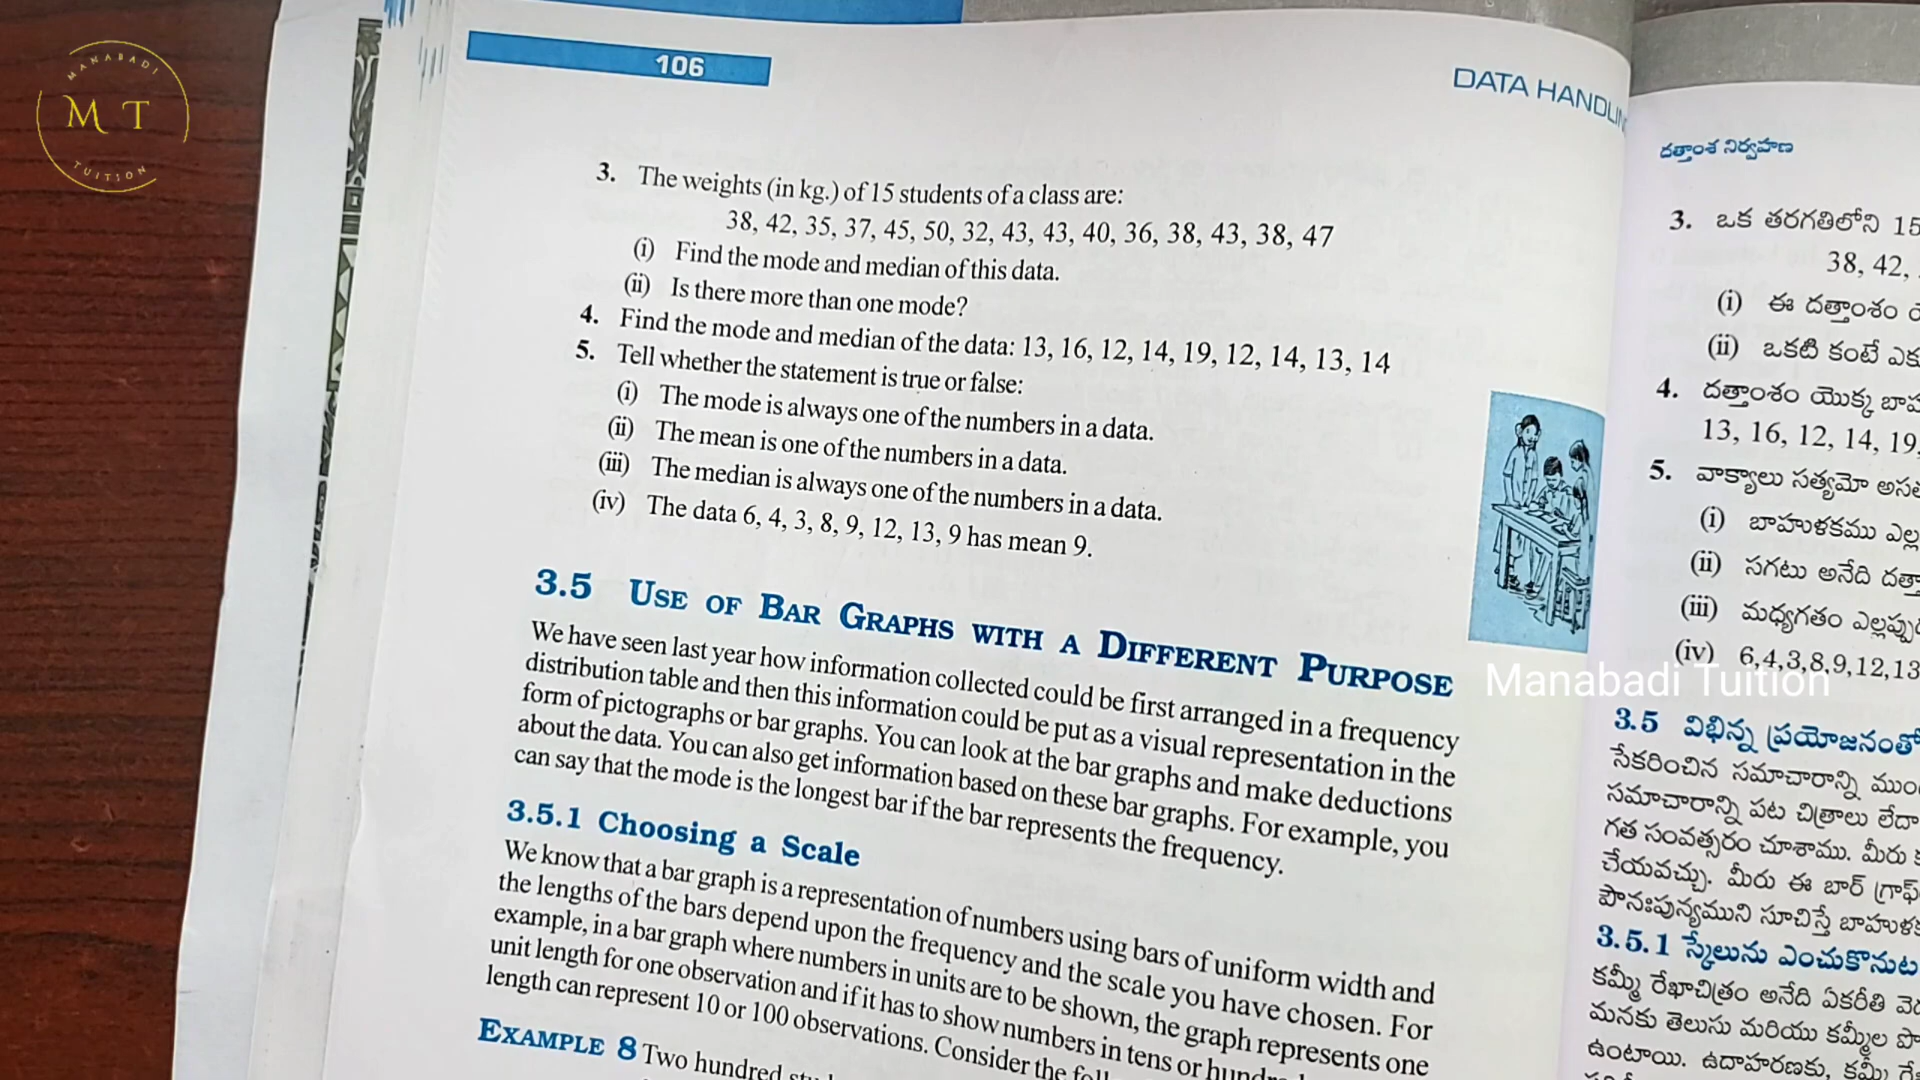 MANABADI
M T
TUITION
106
DATA HANDLIN
3. The weights (in kg.) of 15 students of a class are:
38, 42, 35, 37, 45, 50, 32, 43, 43, 40, 36, 38, 43, 38, 47
(i) Find the mode and median of this data.
(ii) Is there more than one mode?
4. Find the mode and median of the data: 13, 16, 12, 14, 19, 12, 14, 13, 14
5. Tell whether the statement is true or false:
(i) The mode is always one of the numbers in a data.
(ii) The mean is one of the numbers in a data.
(iii) The median is always one of the numbers in a data.
(iv) The data 6, 4, 3, 8, 9, 12, 13, 9 has mean 9.
3.5 USE OF BAR GRAPHS WITH A DIFFERENT PURPOSE
We have seen last year how information collected could be first arranged in a frequency
distribution table and then this information could be put as a visual representation in the
form of pictographs or bar graphs. You can look at the bar graphs and make deductions
about the data. You can also get information based on these bar graphs. For example, you
can say that the mode is the longest bar if the bar represents the frequency.
3.5.1 Choosing a Scale
We know that a bar graph is a representation of numbers using bars of uniform width and
the lengths of the bars depend upon the frequency and the scale you have chosen. For
example, in a bar graph where numbers in units are to be shown, the graph represents one
unit length for one observation and if it has to show numbers in tens or
length can represent 10 or 100 observations. Consider the
EXAMPLE 8 Two hundred
దత్తాంశ నిర్వహణ
3. ఒక తరగతిలోని 15
38, 42,
(i) ఈ దత్తాంశం
(ii) ఒకటి కంటే
4. దత్తాంశం యొక్క
13, 16, 12, 14, 19,
5. వాక్యాలు సత్యమో
(i) బాహుళకము
(ii) సగటు అనేది
(iii) మధ్యగతం
(iv) 6,4,3,8,9,12,13
Manabadi Tuition
3.5 విభిన్న ప్రయోజనంతో
సేకరించిన సమాచారాన్ని
సమాచారాన్ని పట చిత్రాలు లేదా
గత సంవత్సరం చూశాము. మీరు
చేయవచ్చు. మీరు ఈ బార్ గ్రాఫ్
పౌనఃపున్యముని సూచిస్తే
3.5.1 స్కేలును ఎంచుకొనుట
కమ్మీ రేఖాచిత్రం అనేది ఏకరీతి
మనకు తెలుసు మరియు కమ్మీల
ఉంటాయి. ఉదాహరణకు, కమ్మీ